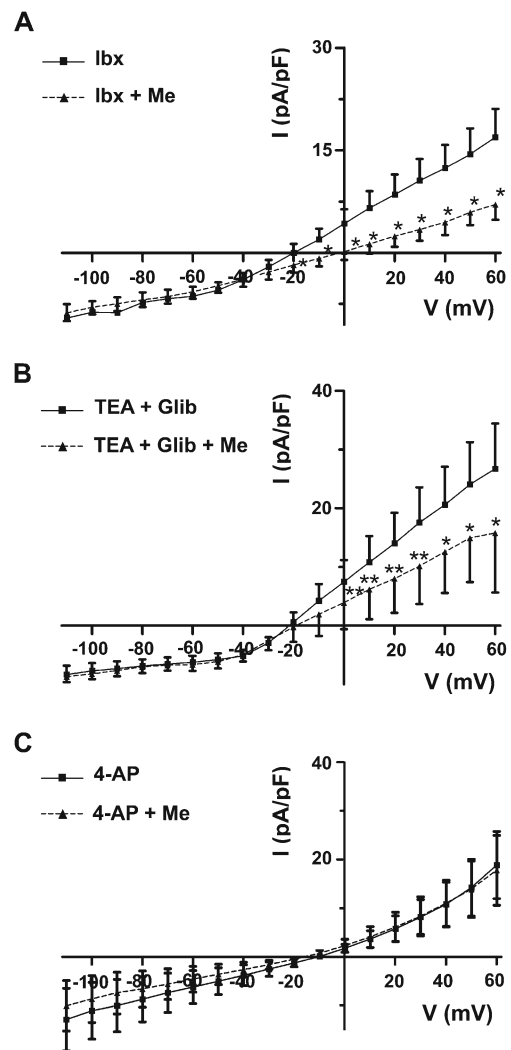 A
Ibx
Ibx + Me
I (pA/pF)
30
15
* * * * * * * * *
-100 -80 -60 -40 -20 20 40 60
V (mV)
B
TEA + Glib
TEA + Glib + Me
I (pA/pF)
40
20
** ** ** ** * * *
-100 -80 -60 -40 -20 20 40 60
V (mV)
C
4-AP
4-AP + Me
I (pA/pF)
40
20
-100 -80 -60 -40 -20 20 40 60
V (mV)